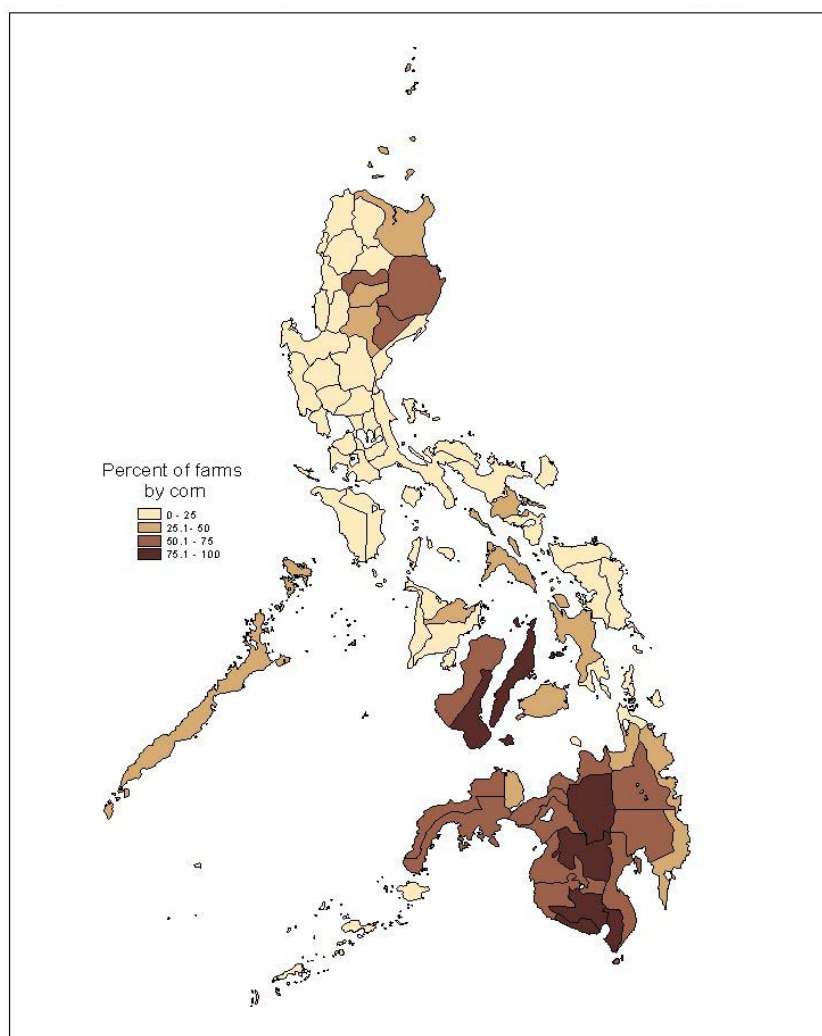 Percent of farms
by corn
0 - 25
25.1- 50
50.1 - 75
75.1 - 100